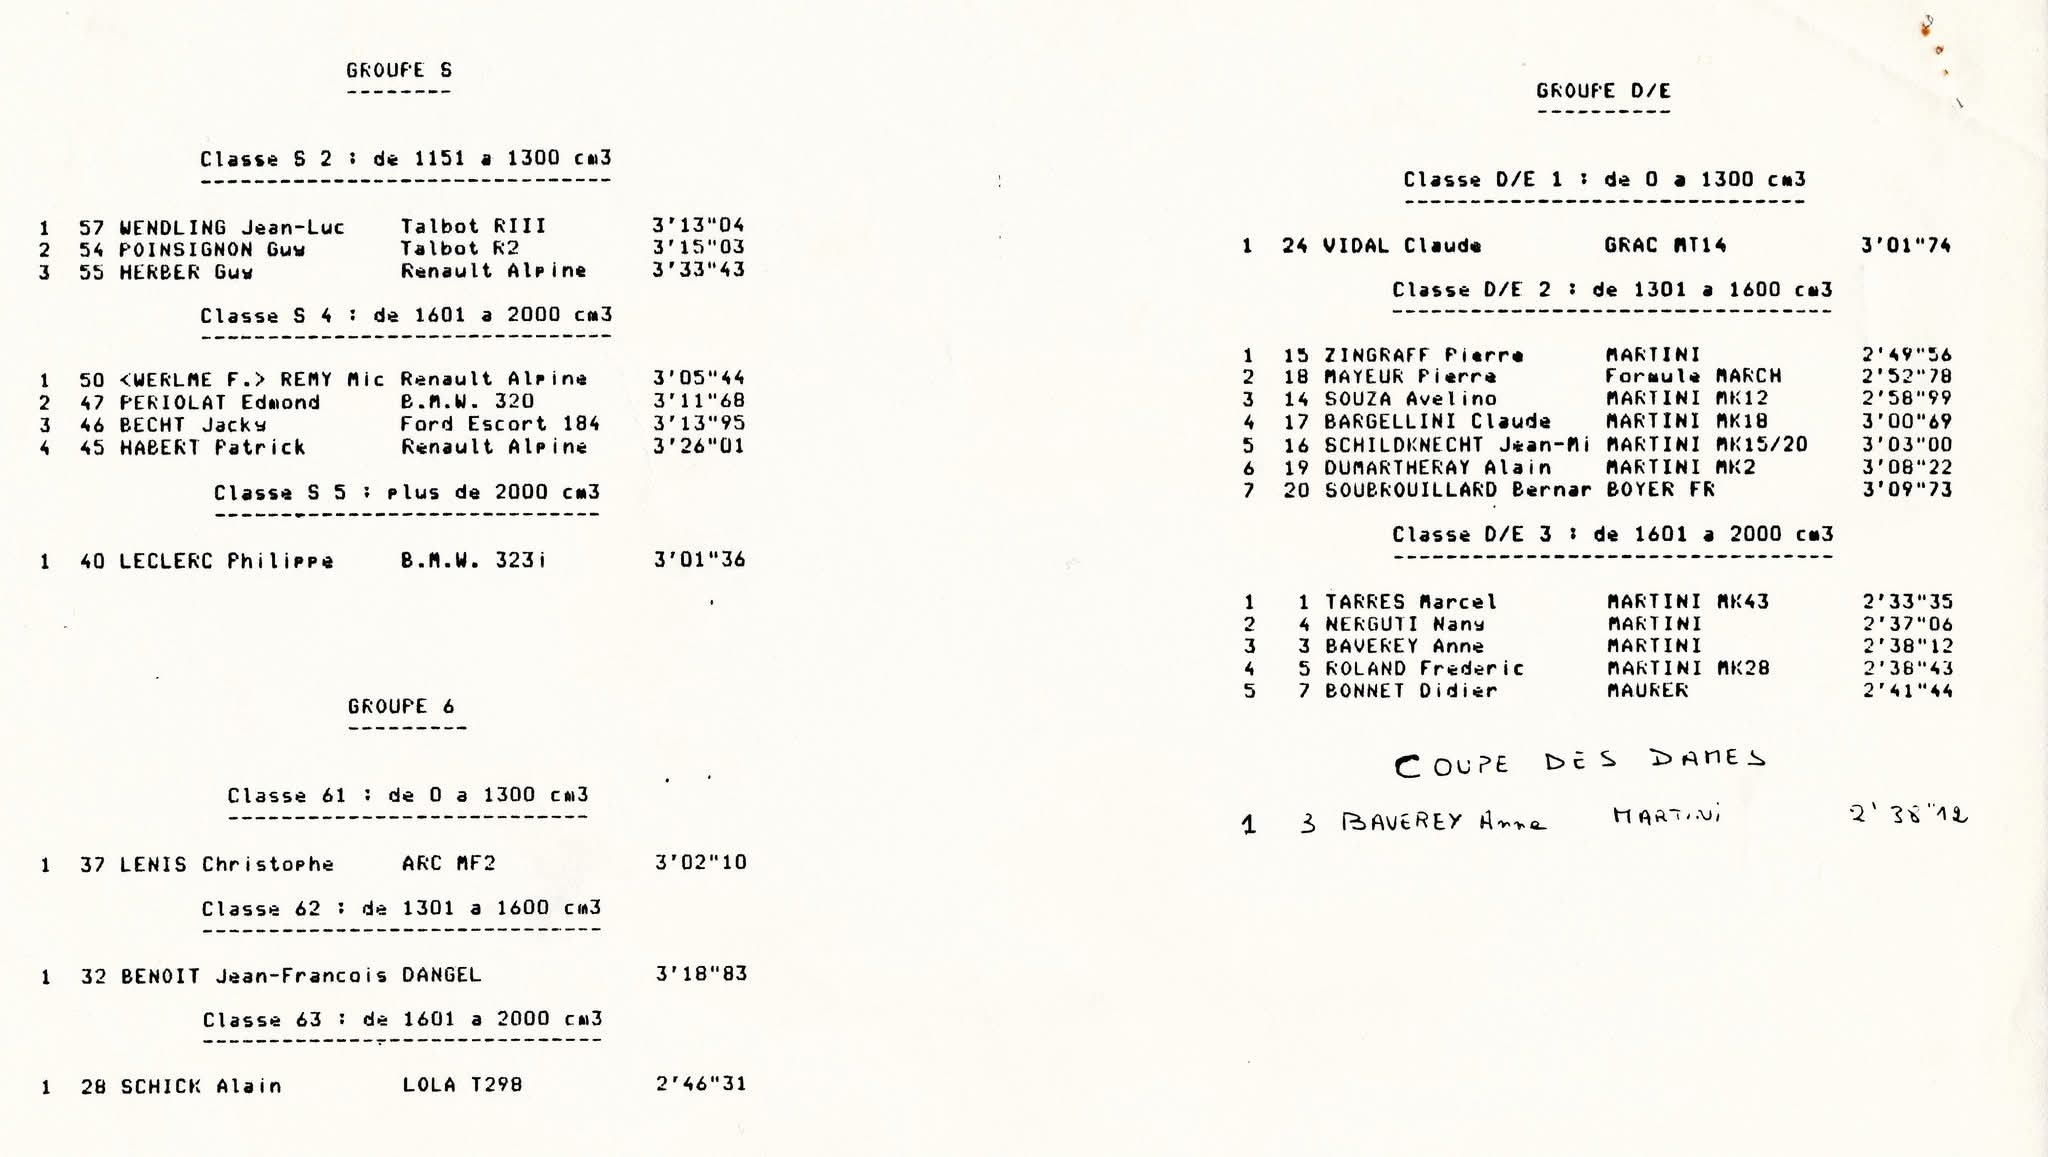 GROUPE S
Classe S 2 : de 1151 a 1300 cm3
1 57 WENDLING Jean-Luc Talbot RIII 3'13"04
2 54 POINSIGNON Guy Talbot R2 3'15"03
3 55 HERBER Guy Renault Alpine 3'33"43
Classe S 4 : de 1601 a 2000 cm3
1 50 <WERLME F.> REMY Mic Renault Alpine 3'05"44
2 47 PERIOLAT Edmond B.M.W. 320 3'11"68
3 46 BECHT Jacky Ford Escort 184 3'13"95
4 45 HABERT Patrick Renault Alpine 3'26"01
Classe S 5 : plus de 2000 cm3
1 40 LECLERC Philippe B.M.W. 323i 3'01"36
GROUPE 6
Classe 61 : de 0 a 1300 cm3
1 37 LENIS Christophe ARC MF2 3'02"10
Classe 62 : de 1301 a 1600 cm3
1 32 BENOIT Jean-Francois DANGEL 3'18"83
Classe 63 : de 1601 a 2000 cm3
1 28 SCHICK Alain LOLA T298 2'46"31
GROUPE D/E
Classe D/E 1 : de 0 a 1300 cm3
1 24 VIDAL Claude GRAC MT14 3'01"74
Classe D/E 2 : de 1301 a 1600 cm3
1 15 ZINGRAFF Pierre MARTINI 2'49"56
2 18 MAYEUR Pierre Formule MARCH 2'52"78
3 14 SOUZA Avelino MARTINI MK12 2'58"99
4 17 BARGELLINI Claude MARTINI MK18 3'00"69
5 16 SCHILDKNECHT Jean-Mi MARTINI MK15/20 3'03"00
6 19 DUMARTHERAY Alain MARTINI MK2 3'08"22
7 20 SOUBROUILLARD Bernar BOYER FR 3'09"73
Classe D/E 3 : de 1601 a 2000 cm3
1 1 TARRES Marcel MARTINI MK43 2'33"35
2 4 NERGUTI Nany MARTINI 2'37"06
3 3 BAVEREY Anne MARTINI 2'38"12
4 5 ROLAND Frederic MARTINI MK28 2'38"43
5 7 BONNET Didier MAURER 2'41"44
COUPE DES DAMES
1 3 BAVEREY Anne MARTINI 2'38"12